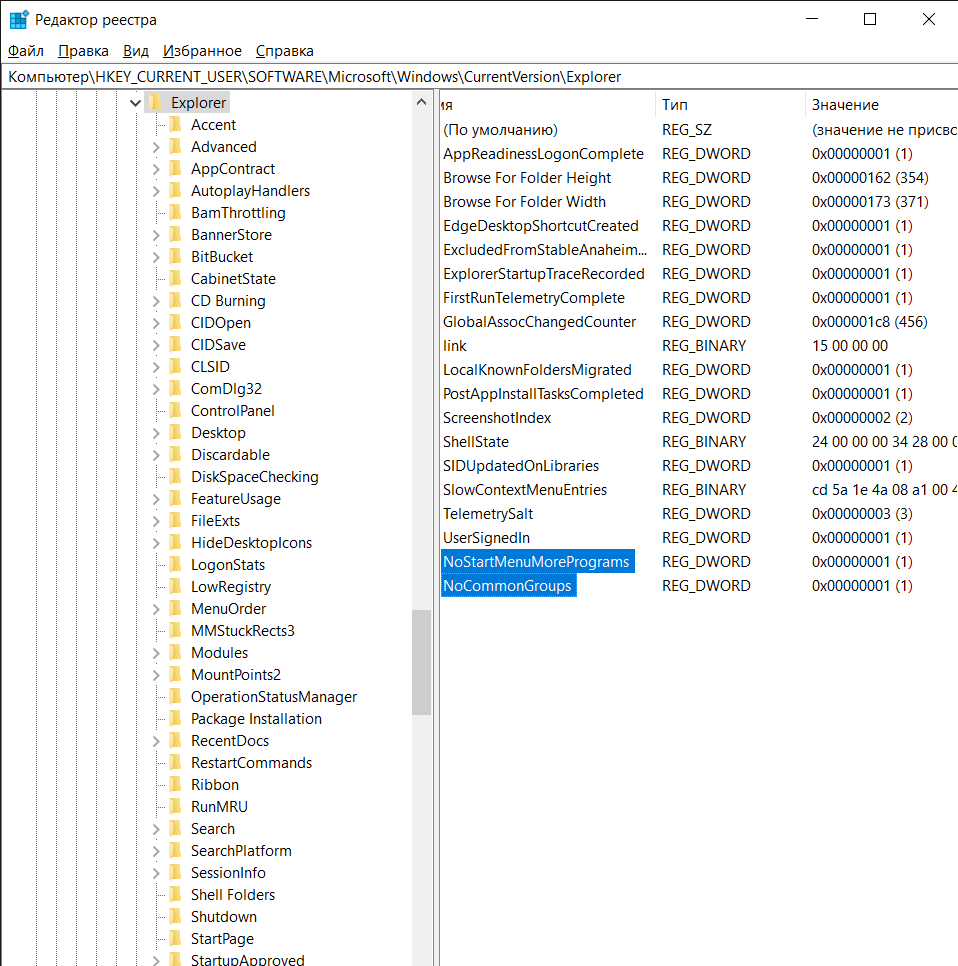 Редактор реестра
Файл Правка Вид Избранное Справка
Компьютер\HKEY_CURRENT_USER\SOFTWARE\Microsoft\Windows\CurrentVersion\Explorer
Explorer
Accent
Advanced
AppContract
AutoplayHandlers
BamThrottling
BannerStore
BitBucket
CabinetState
CD Burning
CIDOpen
CIDSave
CLSID
ComDlg32
ControlPanel
Desktop
Discardable
DiskSpaceChecking
FeatureUsage
FileExts
HideDesktopIcons
LogonStats
LowRegistry
MenuOrder
MMStuckRects3
Modules
MountPoints2
OperationStatusManager
Package Installation
RecentDocs
RestartCommands
Ribbon
RunMRU
Search
SearchPlatform
SessionInfo
Shell Folders
Shutdown
StartPage
StartupApproved
мя Тип Значение
(По умолчанию) REG_SZ (значение не присво
AppReadinessLogonComplete REG_DWORD 0x00000001 (1)
Browse For Folder Height REG_DWORD 0x00000162 (354)
Browse For Folder Width REG_DWORD 0x00000173 (371)
EdgeDesktopShortcutCreated REG_DWORD 0x00000001 (1)
ExcludedFromStableAnaheim... REG_DWORD 0x00000001 (1)
ExplorerStartupTraceRecorded REG_DWORD 0x00000001 (1)
FirstRunTelemetryComplete REG_DWORD 0x00000001 (1)
GlobalAssocChangedCounter REG_DWORD 0x000001c8 (456)
link REG_BINARY 15 00 00 00
LocalKnownFoldersMigrated REG_DWORD 0x00000001 (1)
PostAppInstallTasksCompleted REG_DWORD 0x00000001 (1)
ScreenshotIndex REG_DWORD 0x00000002 (2)
ShellState REG_BINARY 24 00 00 00 34 28 00 0
SIDUpdatedOnLibraries REG_DWORD 0x00000001 (1)
SlowContextMenuEntries REG_BINARY cd 5a 1e 4a 08 a1 00 4
TelemetrySalt REG_DWORD 0x00000003 (3)
UserSignedIn REG_DWORD 0x00000001 (1)
NoStartMenuMorePrograms REG_DWORD 0x00000001 (1)
NoCommonGroups REG_DWORD 0x00000001 (1)